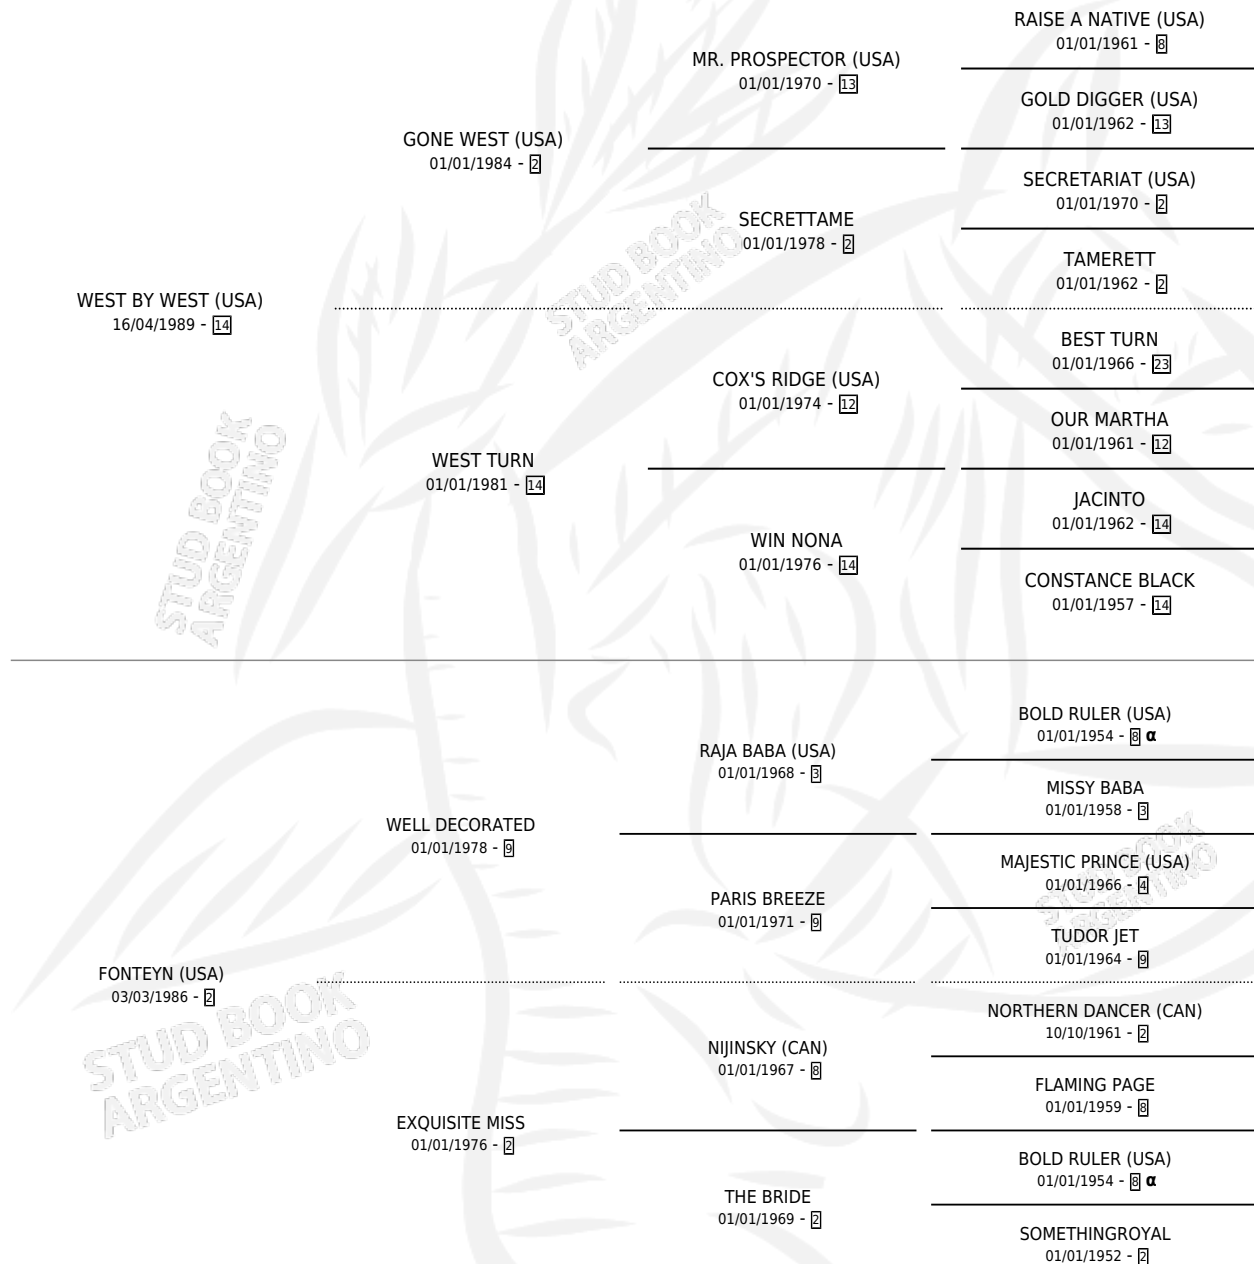 RAISE A NATIVE (USA)
01/01/1961 - 8
MR. PROSPECTOR (USA)
01/01/1970 - 13
GOLD DIGGER (USA)
01/01/1962 - 13
GONE WEST (USA)
01/01/1984 - 2
SECRETARIAT (USA)
01/01/1970 - 2
SECRETTAME
01/01/1978 - 2
TAMERETT
01/01/1962 - 2
WEST BY WEST (USA)
16/04/1989 - 14
BEST TURN
01/01/1966 - 23
COX'S RIDGE (USA)
01/01/1974 - 12
OUR MARTHA
01/01/1961 - 12
WEST TURN
01/01/1981 - 14
JACINTO
01/01/1962 - 14
WIN NONA
01/01/1976 - 14
CONSTANCE BLACK
01/01/1957 - 14
BOLD RULER (USA)
01/01/1954 - 8 α
RAJA BABA (USA)
01/01/1968 - 3
MISSY BABA
01/01/1958 - 3
WELL DECORATED
01/01/1978 - 9
MAJESTIC PRINCE (USA)
01/01/1966 - 4
PARIS BREEZE
01/01/1971 - 9
TUDOR JET
01/01/1964 - 9
FONTEYN (USA)
03/03/1986 - 2
NORTHERN DANCER (CAN)
10/10/1961 - 2
NIJINSKY (CAN)
01/01/1967 - 8
FLAMING PAGE
01/01/1959 - 8
EXQUISITE MISS
01/01/1976 - 2
BOLD RULER (USA)
01/01/1954 - 8 α
THE BRIDE
01/01/1969 - 2
SOMETHINGROYAL
01/01/1952 - 2
STUD BOOK
ARGENTINO
STUD BOOK
ARGENTINO
STUD BOOK
ARGENTINO
STUD BOOK
ARGENTINO